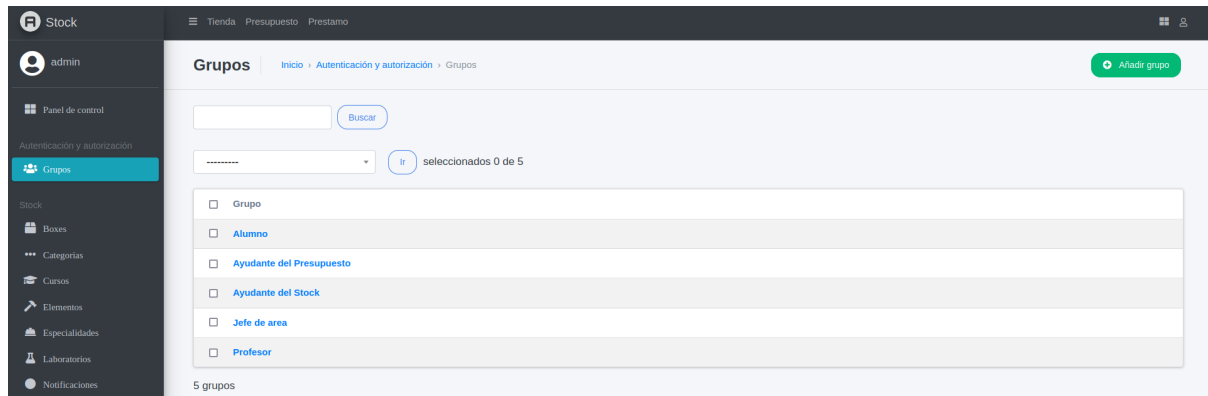 Stock
Tienda Presupuesto Prestamo
admin
Grupos
Inicio › Autenticación y autorización › Grupos
Añadir grupo
Panel de control
Autenticación y autorización
Grupos
Stock
Boxes
Categorias
Cursos
Elementos
Especialidades
Laboratorios
Notificaciones
Buscar
---------
Ir
seleccionados 0 de 5
Grupo
Alumno
Ayudante del Presupuesto
Ayudante del Stock
Jefe de area
Profesor
5 grupos